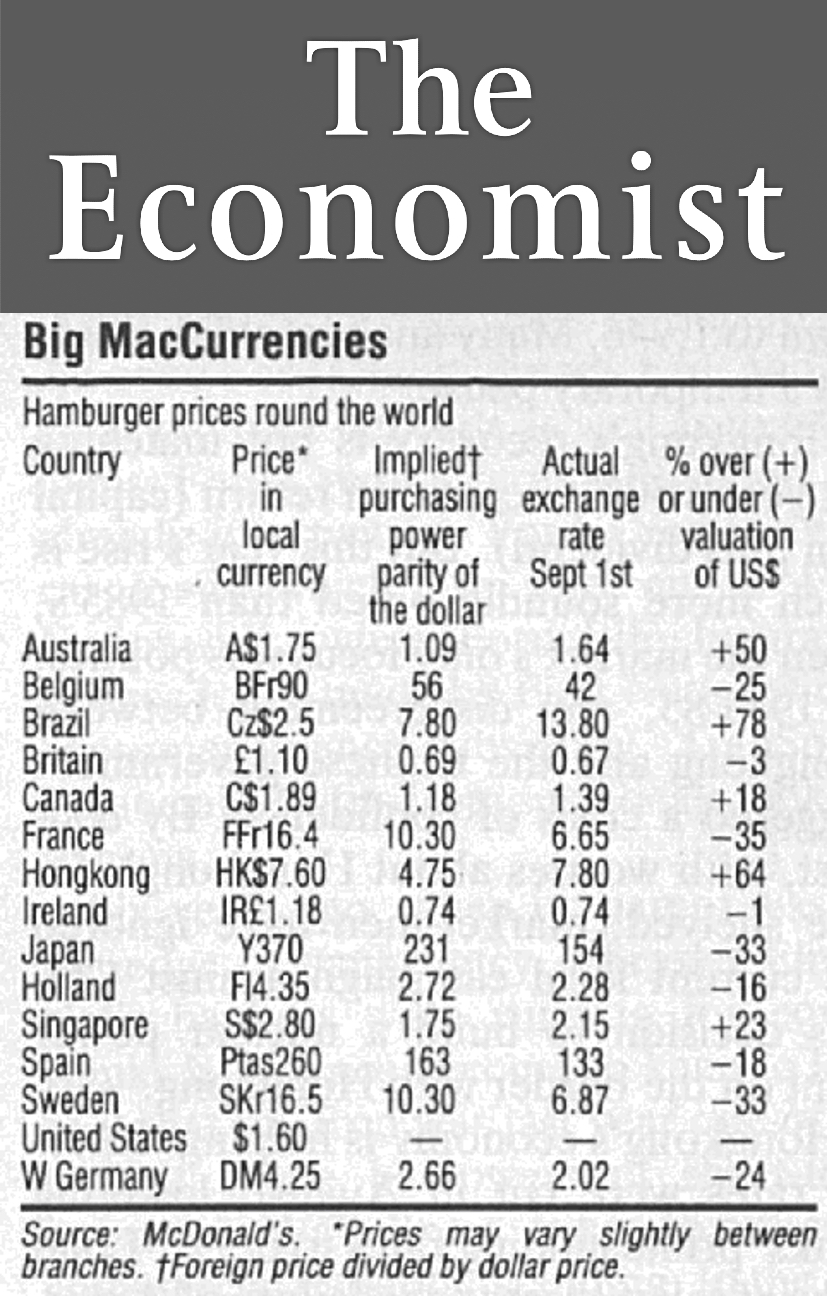 The
Economist
Big MacCurrencies
Hamburger prices round the world
Country Price* Implied† Actual % over (+)
in purchasing exchange or under (−)
local power rate valuation
currency parity of Sept 1st of US$
the dollar
Australia A$1.75 1.09 1.64 +50
Belgium BFr90 56 42 −25
Brazil Cz$2.5 7.80 13.80 +78
Britain £1.10 0.69 0.67 −3
Canada C$1.89 1.18 1.39 +18
France FFr16.4 10.30 6.65 −35
Hongkong HK$7.60 4.75 7.80 +64
Ireland IR£1.18 0.74 0.74 −1
Japan Y370 231 154 −33
Holland Fl4.35 2.72 2.28 −16
Singapore S$2.80 1.75 2.15 +23
Spain Ptas260 163 133 −18
Sweden SKr16.5 10.30 6.87 −33
United States $1.60 — — —
W Germany DM4.25 2.66 2.02 −24
Source: McDonald's. *Prices may vary slightly between
branches. †Foreign price divided by dollar price.